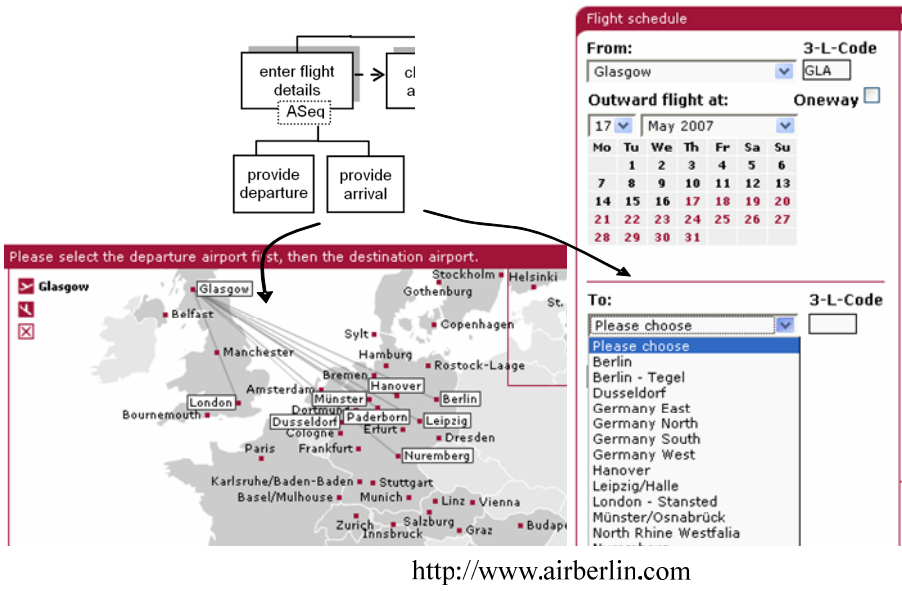 enter flight
details
ASeq
cl
a
provide
departure
provide
arrival
Flight schedule
From:
3-L-Code
Glasgow
GLA
Outward flight at:
Oneway
17
May 2007
Mo Tu We Th Fr Sa Su
1 2 3 4 5 6
7 8 9 10 11 12 13
14 15 16 17 18 19 20
21 22 23 24 25 26 27
28 29 30 31
To:
3-L-Code
Please choose
Please choose
Berlin
Berlin - Tegel
Dusseldorf
Germany East
Germany North
Germany South
Germany West
Hanover
Leipzig/Halle
London - Stansted
Münster/Osnabrück
North Rhine Westfalia
Please select the departure airport first, then the destination airport.
Glasgow
Glasgow
Stockholm
Helsinki
Gothenburg
St.
Belfast
Copenhagen
Sylt
Manchester
Hamburg
Rostock-Laage
Bremen
Hanover
Amsterdam
Münster
Berlin
London
Dortmund
Bournemouth
Dusseldorf
Paderborn
Leipzig
Cologne
Erfurt
Dresden
Paris
Frankfurt
Nuremberg
Karlsruhe/Baden-Baden
Stuttgart
Basel/Mulhouse
Munich
Linz
Vienna
Zurich
Salzburg
Innsbruck
Graz
Budape
http://www.airberlin.com